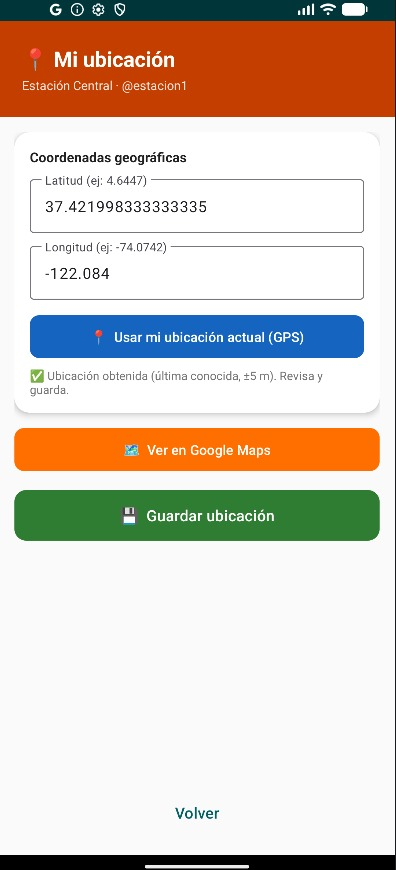 📍 Mi ubicación
Estación Central · @estacion1
Coordenadas geográficas
Latitud (ej: 4.6447)
37.421998333333335
Longitud (ej: -74.0742)
-122.084
📍 Usar mi ubicación actual (GPS)
✅ Ubicación obtenida (última conocida, ±5 m). Revisa y
guarda.
🗺️ Ver en Google Maps
💾 Guardar ubicación
Volver